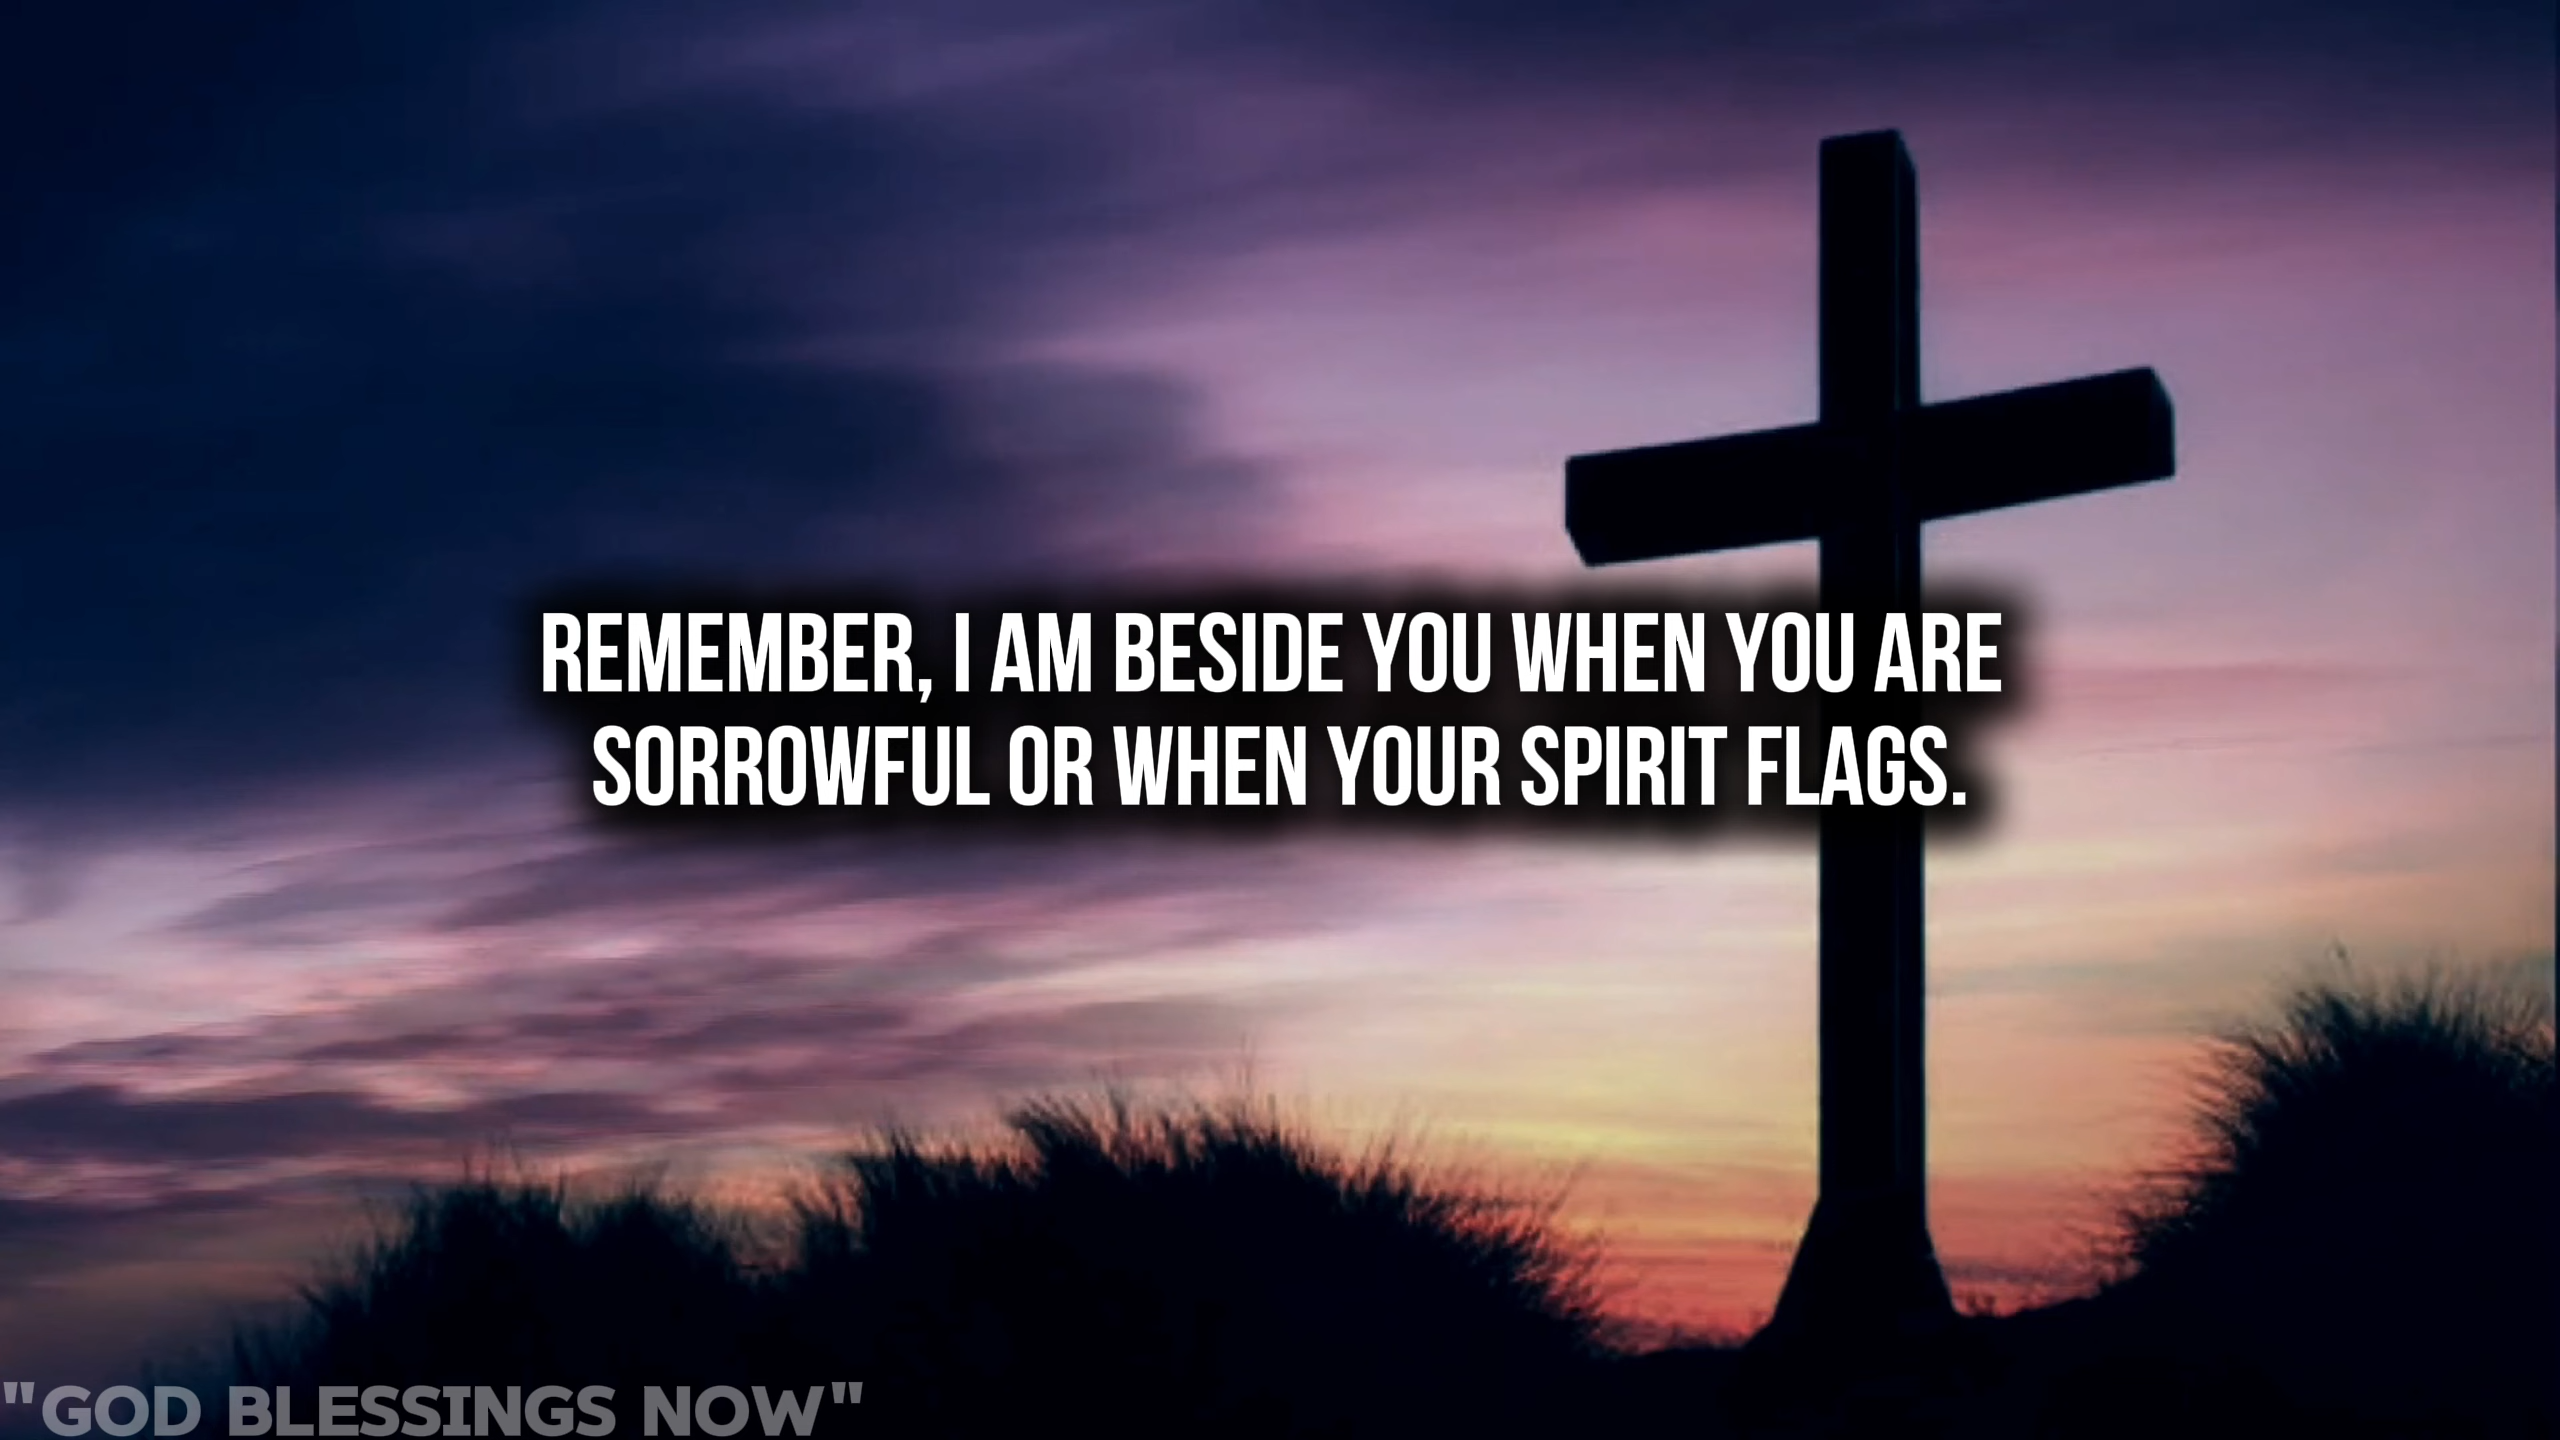 REMEMBER, I AM BESIDE YOU WHEN YOU ARE
SORROWFUL OR WHEN YOUR SPIRIT FLAGS.
"GOD BLESSINGS NOW"